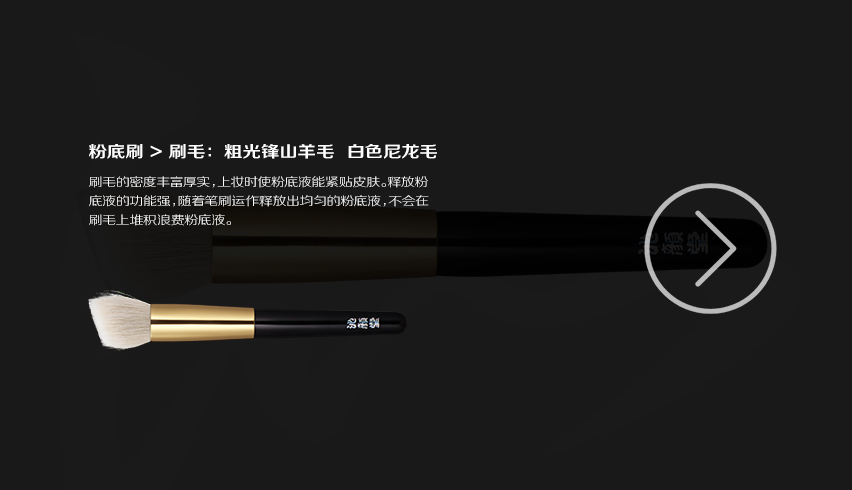 粉底刷 > 刷毛：粗光锋山羊毛 白色尼龙毛
刷毛的密度丰富厚实，上妆时使粉底液能紧贴皮肤。释放粉
底液的功能强，随着笔刷运作释放出均匀的粉底液，不会在
刷毛上堆积浪费粉底液。